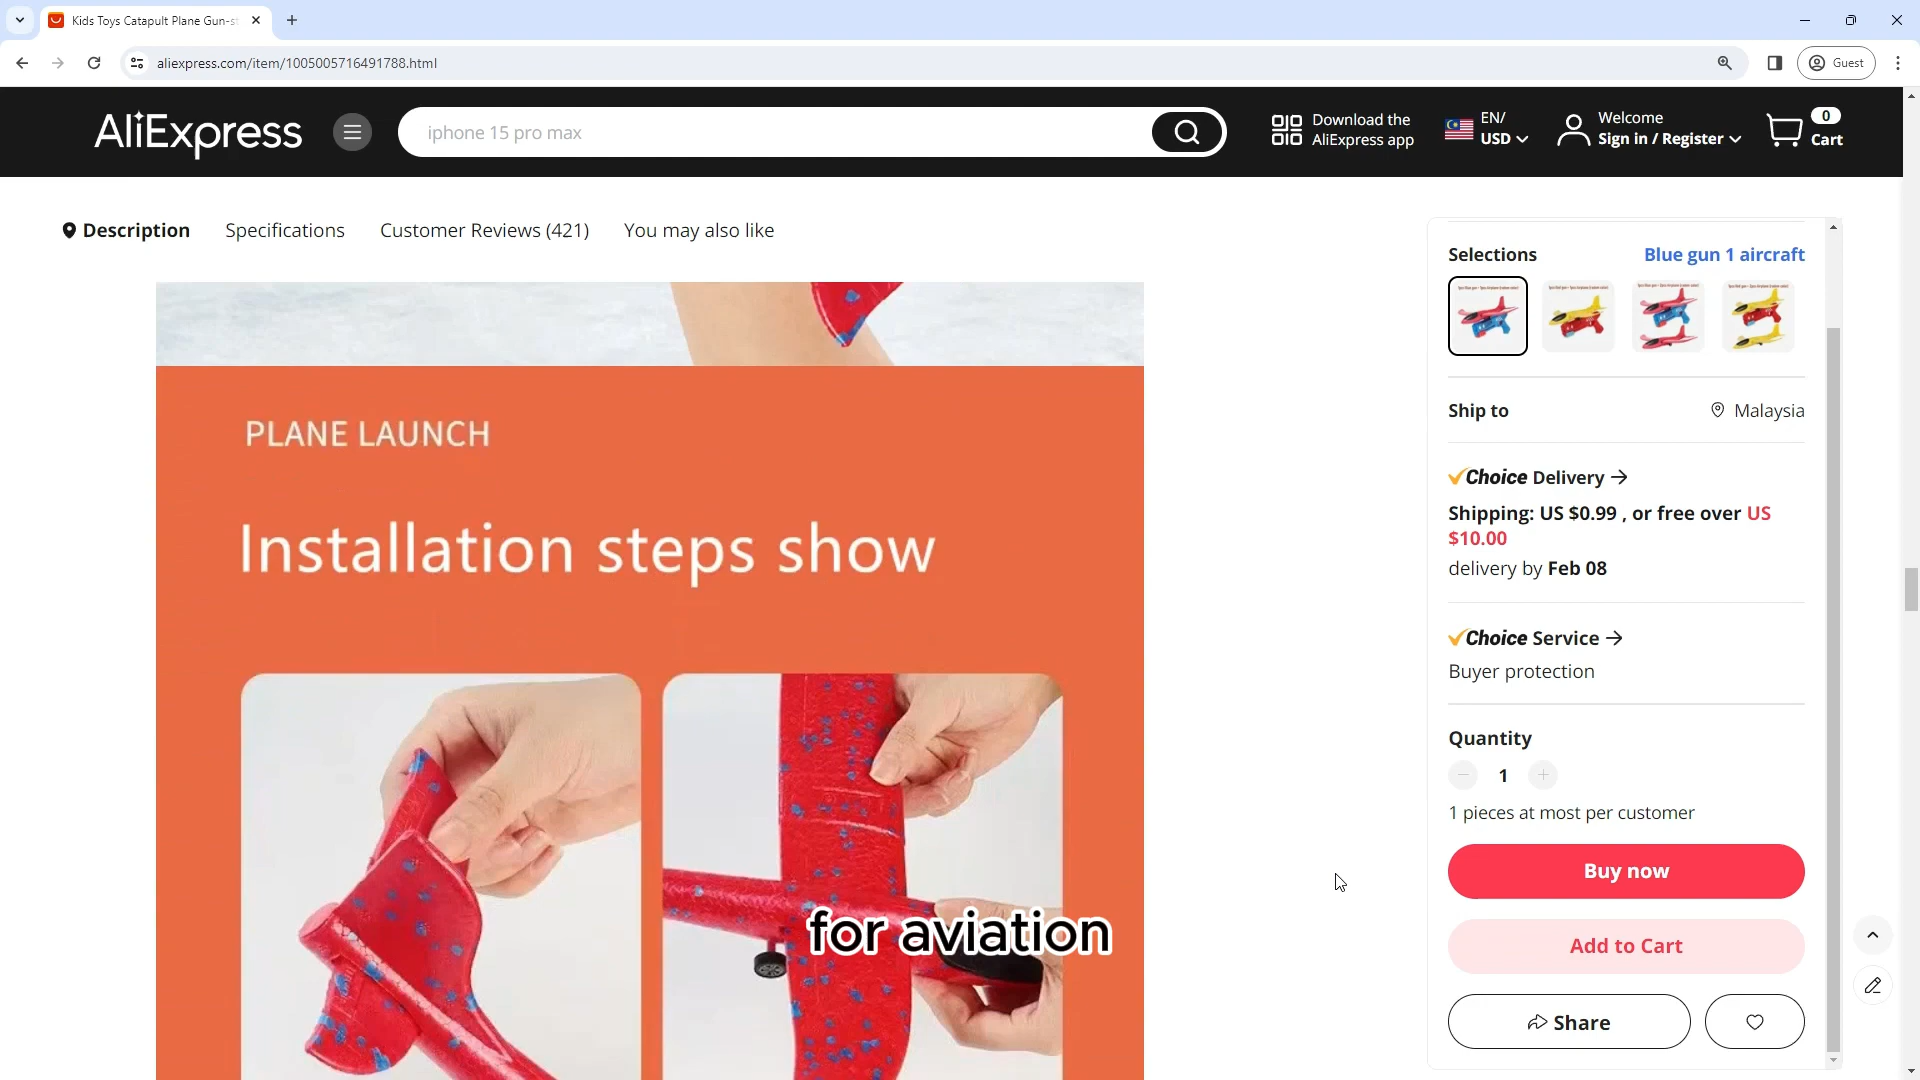 Kids Toys Catapult Plane Gun-st
aliexpress.com/item/1005005716491788.html
Guest
AliExpress
iphone 15 pro max
Download the
AliExpress app
EN/
USD
Welcome
Sign in / Register
0
Cart
Description
Specifications
Customer Reviews (421)
You may also like
PLANE LAUNCH
Installation steps show
for aviation
Selections
Blue gun 1 aircraft
Ship to
Malaysia
Choice Delivery
Shipping: US $0.99 , or free over US
$10.00
delivery by Feb 08
Choice Service
Buyer protection
Quantity
1
1 pieces at most per customer
Buy now
Add to Cart
Share